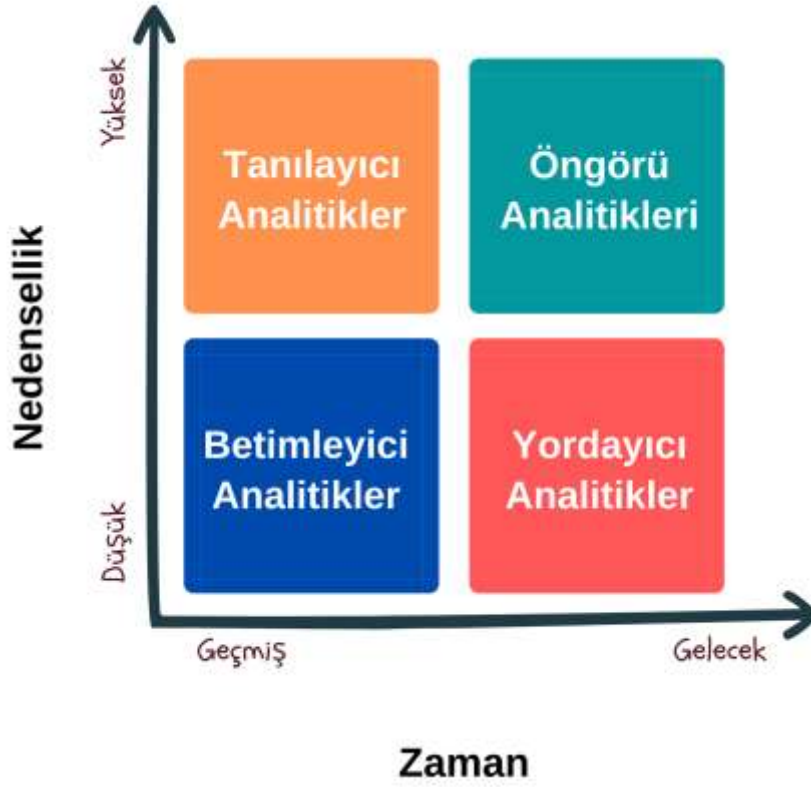 Yüksek
Tanılayıcı
Analitikler
Öngörü
Analitikleri
Nedensellik
Betimleyici
Analitikler
Yordayıcı
Analitikler
Düşük
Geçmiş
Gelecek
Zaman